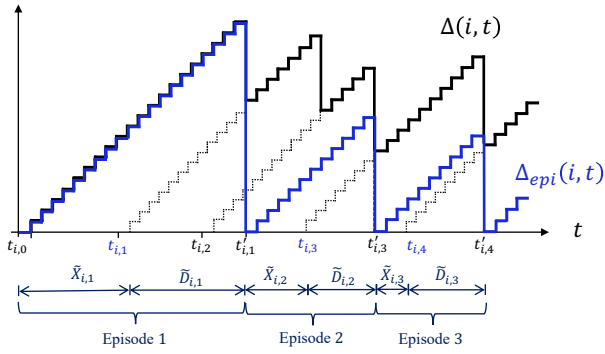 Δ(i, t)
Δ_{epi}(i, t)
t_{i,0} t_{i,1} t_{i,2} t'_{i,1} t_{i,3} t'_{i,3} t_{i,4} t'_{i,4} t
X̃_{i,1} D̃_{i,1} X̃_{i,2} D̃_{i,2} X̃_{i,3} D̃_{i,3}
Episode 1 Episode 2 Episode 3